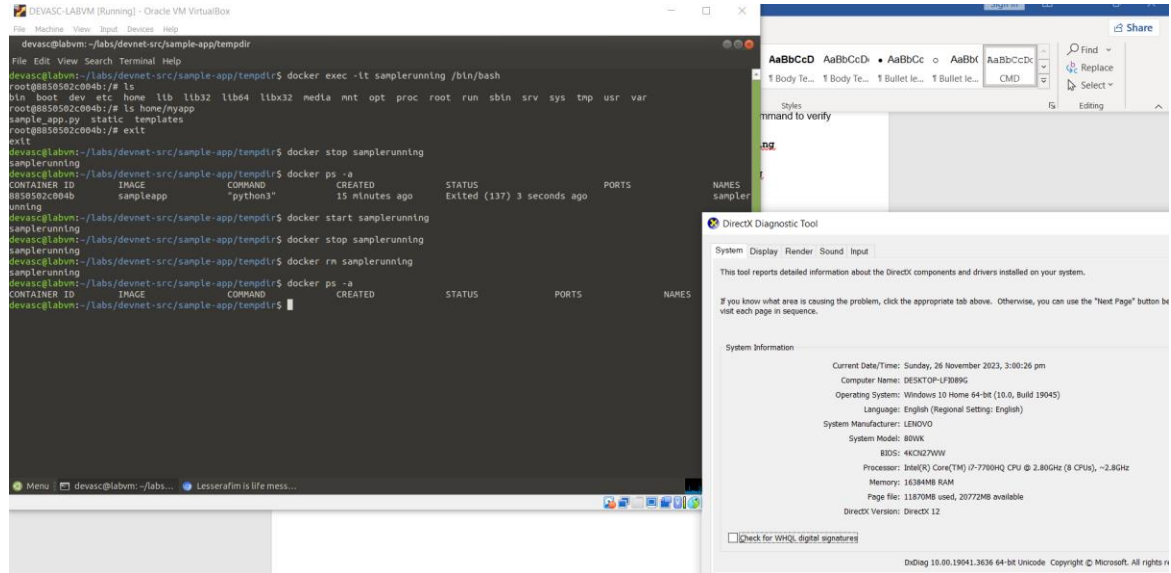 DEVASC-LABVM [Running] - Oracle VM VirtualBox
File Machine View Input Devices Help
devasc@labvm: ~/labs/devnet-src/sample-app/tempdir
File Edit View Search Terminal Help
devasc@labvm:~/labs/devnet-src/sample-app/tempdir$ docker exec -it samplerunning /bin/bash
root@8850502c004b:/# ls
bin boot dev etc home lib lib32 lib64 libx32 media mnt opt proc root run sbin srv sys tmp usr var
root@8850502c004b:/# ls home/myapp
sample_app.py static templates
root@8850502c004b:/# exit
exit
devasc@labvm:~/labs/devnet-src/sample-app/tempdir$ docker stop samplerunning
samplerunning
devasc@labvm:~/labs/devnet-src/sample-app/tempdir$ docker ps -a
CONTAINER ID IMAGE COMMAND CREATED STATUS PORTS NAMES
8850502c004b sampleapp "python3" 15 minutes ago Exited (137) 3 seconds ago sampler
unning
devasc@labvm:~/labs/devnet-src/sample-app/tempdir$ docker start samplerunning
samplerunning
devasc@labvm:~/labs/devnet-src/sample-app/tempdir$ docker stop samplerunning
samplerunning
devasc@labvm:~/labs/devnet-src/sample-app/tempdir$ docker rm samplerunning
samplerunning
devasc@labvm:~/labs/devnet-src/sample-app/tempdir$ docker ps -a
CONTAINER ID IMAGE COMMAND CREATED STATUS PORTS NAMES
devasc@labvm:~/labs/devnet-src/sample-app/tempdir$
Menu devasc@labvm: ~/labs... Lesserafim is life mess...
Share
AaBbCcD AaBbCcD • AaBbCc o AaBb( AaBbCcDc
¶ Body Te... ¶ Body Te... ¶ Bullet le... ¶ Bullet le... CMD
Find
Replace
Select
Styles
Editing
mmand to verify
ng
DirectX Diagnostic Tool
System Display Render Sound Input
This tool reports detailed information about the DirectX components and drivers installed on your system.
If you know what area is causing the problem, click the appropriate tab above. Otherwise, you can use the "Next Page" button be
visit each page in sequence.
System Information
Current Date/Time: Sunday, 26 November 2023, 3:00:26 pm
Computer Name: DESKTOP-LFI089G
Operating System: Windows 10 Home 64-bit (10.0, Build 19045)
Language: English (Regional Setting: English)
System Manufacturer: LENOVO
System Model: 80WK
BIOS: 4KCN27WW
Processor: Intel(R) Core(TM) i7-7700HQ CPU @ 2.80GHz (8 CPUs), ~2.8GHz
Memory: 16384MB RAM
Page file: 11870MB used, 20772MB available
DirectX Version: DirectX 12
Check for WHQL digital signatures
DxDiag 10.00.19041.3636 64-bit Unicode Copyright © Microsoft. All rights re